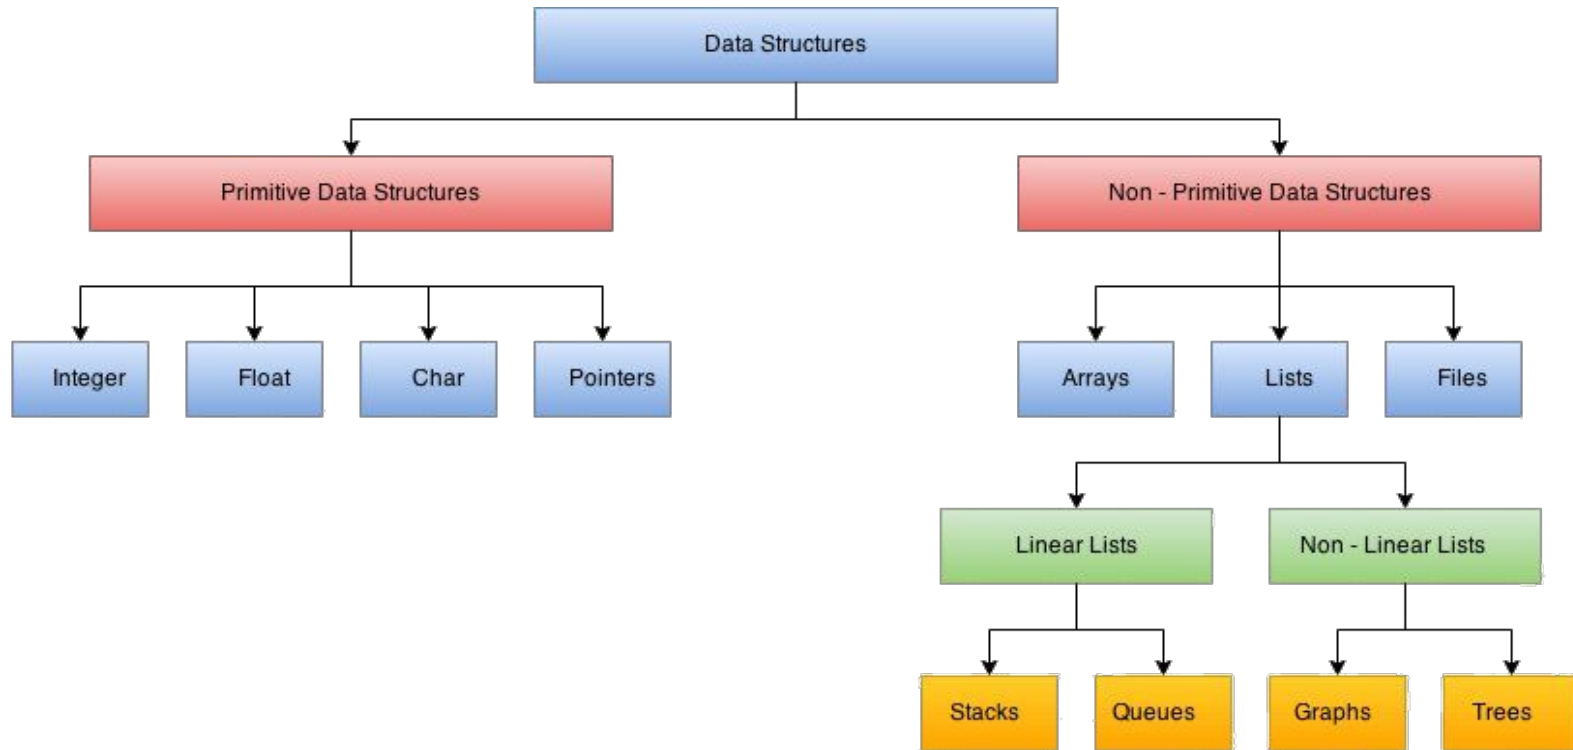 Data Structures
Primitive Data Structures
Non - Primitive Data Structures
Integer
Float
Char
Pointers
Arrays
Lists
Files
Linear Lists
Non - Linear Lists
Stacks
Queues
Graphs
Trees